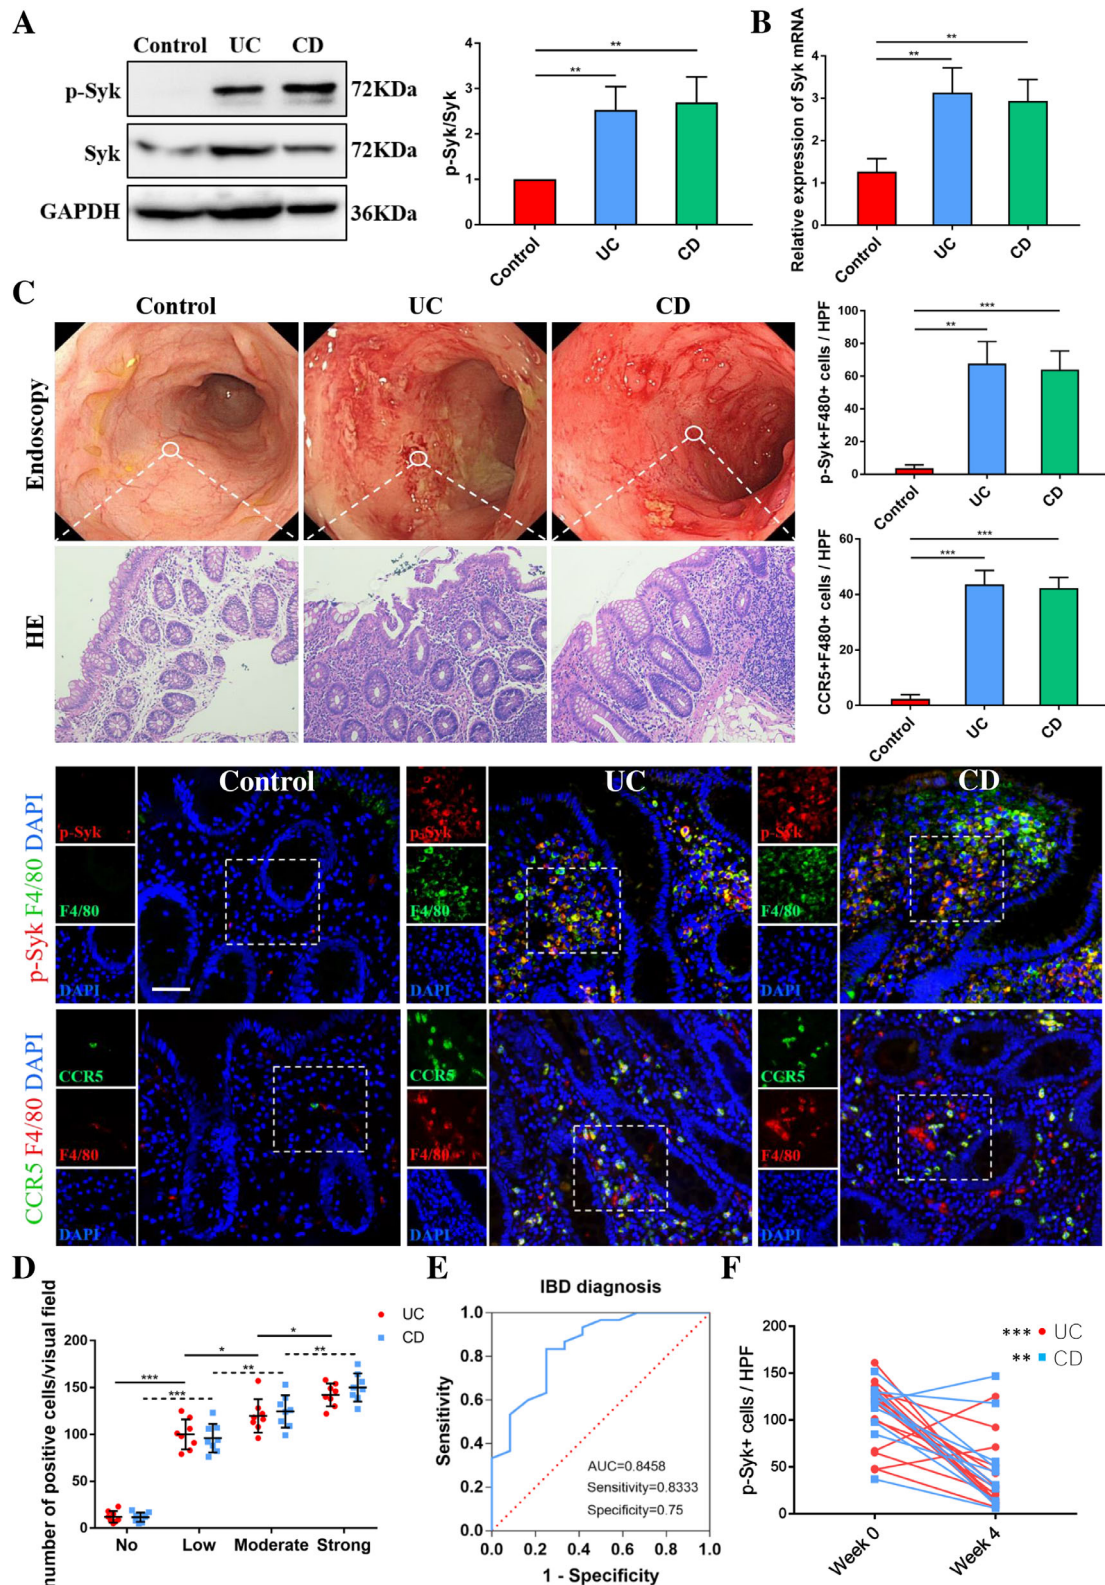 A
Control UC CD
p-Syk 72KDa
Syk 72KDa
GAPDH 36KDa
p-Syk/Syk
4
3
2
1
0
**
**
Control
UC
CD
B
Relative expression of Syk mRNA
4
3
2
1
0
**
**
Control
UC
CD
C
Control UC CD
Endoscopy
HE
p-Syk+F480+ cells / HPF
100
80
60
40
20
0
***
**
Control
UC
CD
CCR5+F480+ cells / HPF
60
40
20
0
***
***
Control
UC
CD
p-Syk F4/80 DAPI
Control UC CD
p-Syk
F4/80
DAPI
p-Syk
F4/80
DAPI
p-Syk
F4/80
DAPI
CCR5 F4/80 DAPI
CCR5
F4/80
DAPI
CCR5
F4/80
DAPI
CCR5
F4/80
DAPI
D
number of positive cells/visual field
200
150
100
50
0
UC
CD
***
***
*
**
*
**
No Low Moderate Strong
E
IBD diagnosis
Sensitivity
1.0
0.8
0.6
0.4
0.2
0.0
AUC=0.8458
Sensitivity=0.8333
Specificity=0.75
0.0 0.2 0.4 0.6 0.8 1.0
1 - Specificity
F
p-Syk+ cells / HPF
200
150
100
50
0
*** UC
** CD
Week 0
Week 4